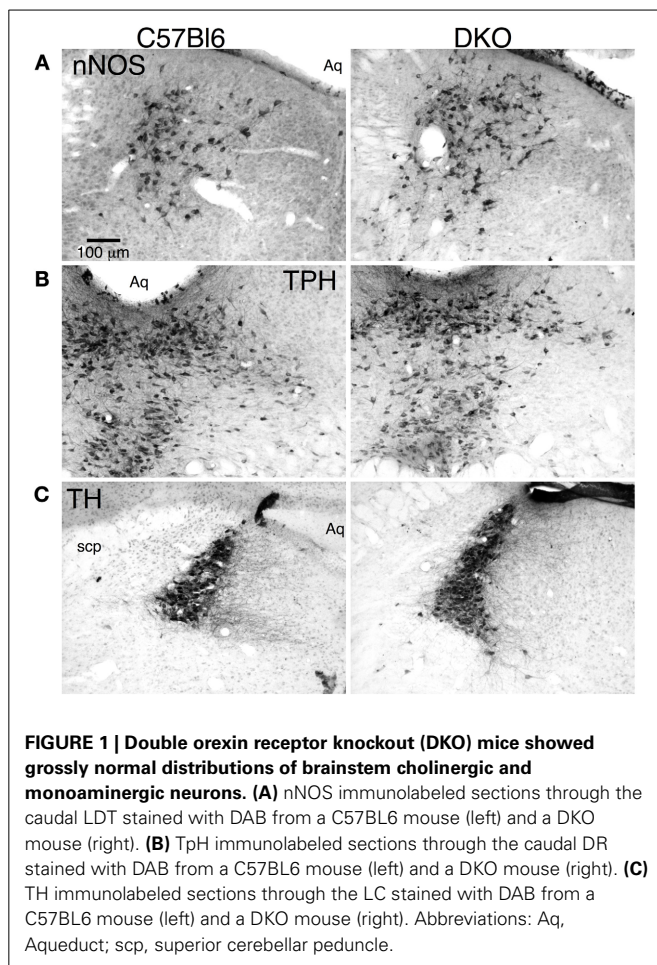 C57Bl6 DKO
A nNOS Aq
100 µm
B Aq TPH
C TH Aq
scp
FIGURE 1 | Double orexin receptor knockout (DKO) mice showed
grossly normal distributions of brainstem cholinergic and
monoaminergic neurons. (A) nNOS immunolabeled sections through the
caudal LDT stained with DAB from a C57BL6 mouse (left) and a DKO
mouse (right). (B) TpH immunolabeled sections through the caudal DR
stained with DAB from a C57BL6 mouse (left) and a DKO mouse (right). (C)
TH immunolabeled sections through the LC stained with DAB from a
C57BL6 mouse (left) and a DKO mouse (right). Abbreviations: Aq,
Aqueduct; scp, superior cerebellar peduncle.